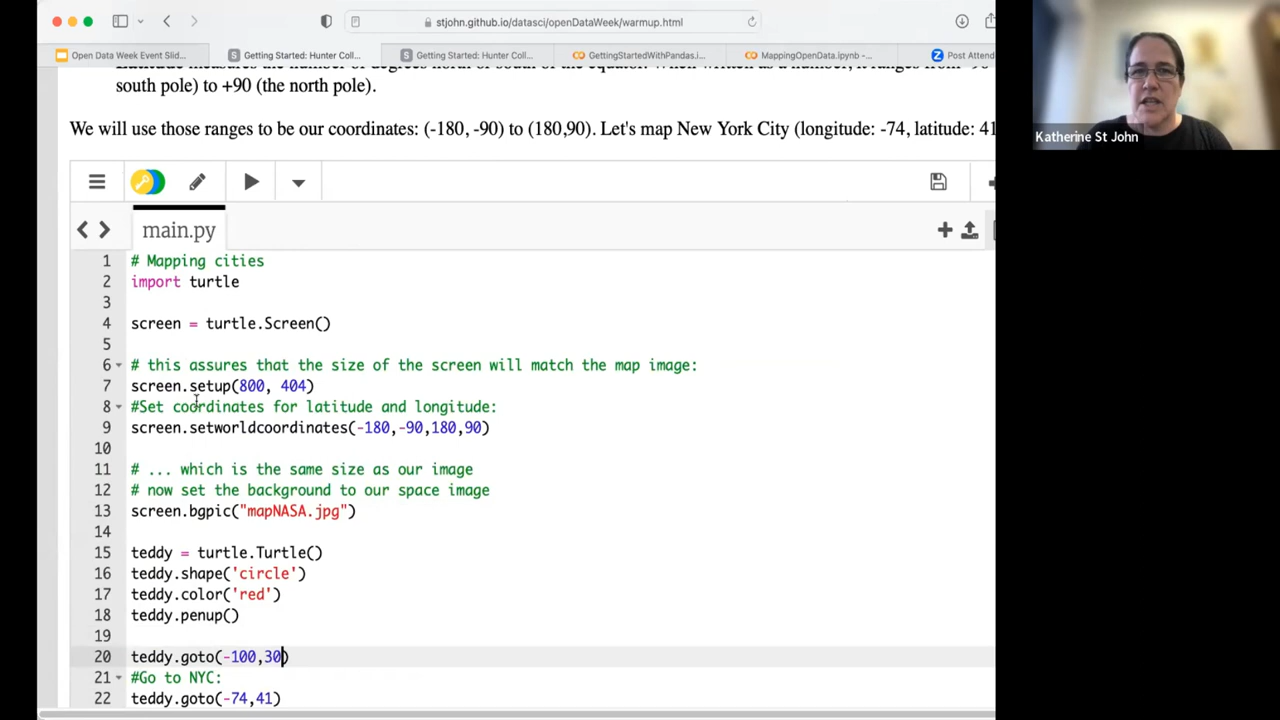 stjohn.github.io/datasci/openDataWeek/warmup.html
Open Data Week Event Slid...
Getting Started: Hunter Coll...
Getting Started: Hunter Coll...
GettingStartedWithPandas.i...
MappingOpenData.ipynb -...
Post Attend
south pole) to +90 (the north pole).
We will use those ranges to be our coordinates: (-180, -90) to (180,90). Let's map New York City (longitude: -74, latitude: 41
main.py
1 # Mapping cities
2 import turtle
3
4 screen = turtle.Screen()
5
6 # this assures that the size of the screen will match the map image:
7 screen.setup(800, 404)
8 #Set coordinates for latitude and longitude:
9 screen.setworldcoordinates(-180,-90,180,90)
10
11 # ... which is the same size as our image
12 # now set the background to our space image
13 screen.bgpic("mapNASA.jpg")
14
15 teddy = turtle.Turtle()
16 teddy.shape('circle')
17 teddy.color('red')
18 teddy.penup()
19
20 teddy.goto(-100,30)
21 #Go to NYC:
22 teddy.goto(-74,41)
Katherine St John